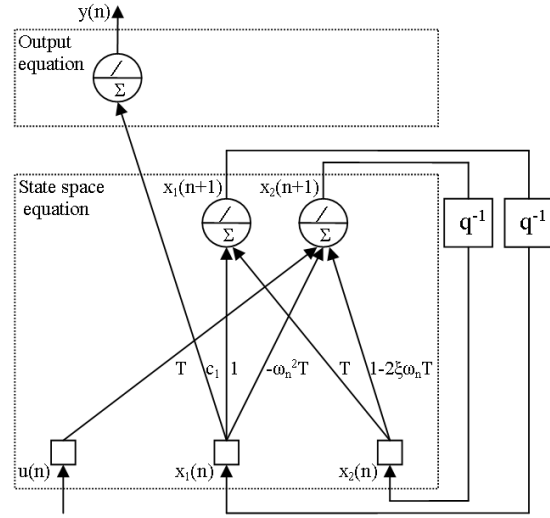 y(n)
Output
equation
Σ
State space
equation
x₁(n+1)
x₂(n+1)
Σ
Σ
q⁻¹
q⁻¹
T
c₁
1
-ωₙ²T
T
1-2ξωₙT
u(n)
x₁(n)
x₂(n)